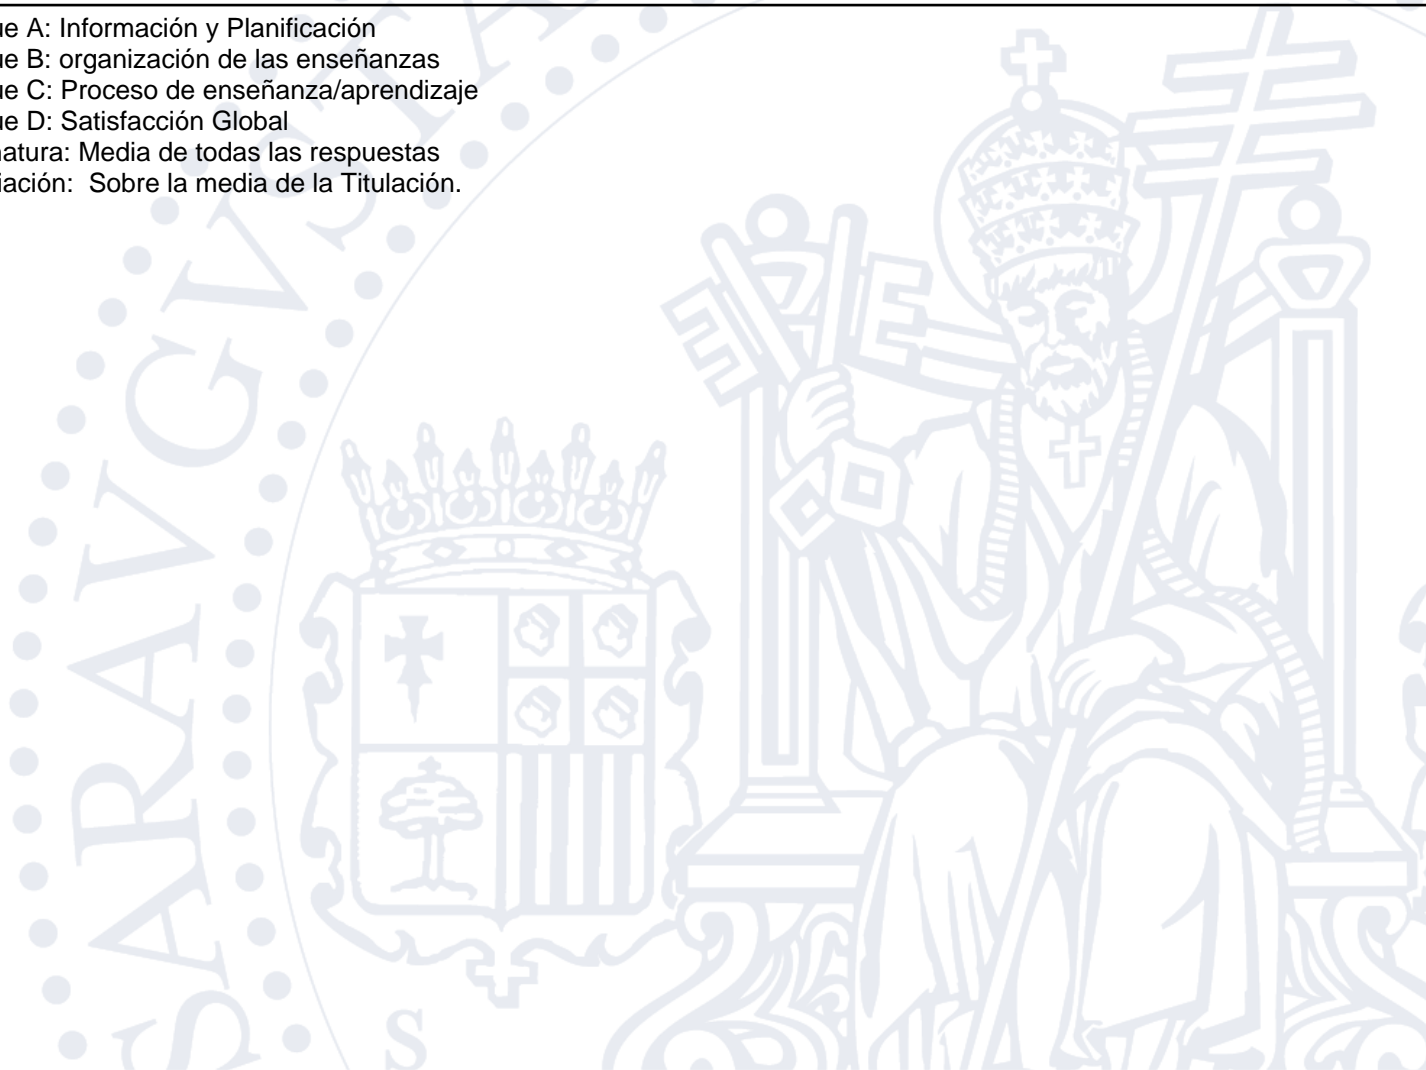 ue A: Información y Planificación
ue B: organización de las enseñanzas
ue C: Proceso de enseñanza/aprendizaje
ue D: Satisfacción Global
natura: Media de todas las respuestas
iación: Sobre la media de la Titulación.
SARAVGVSTA
S